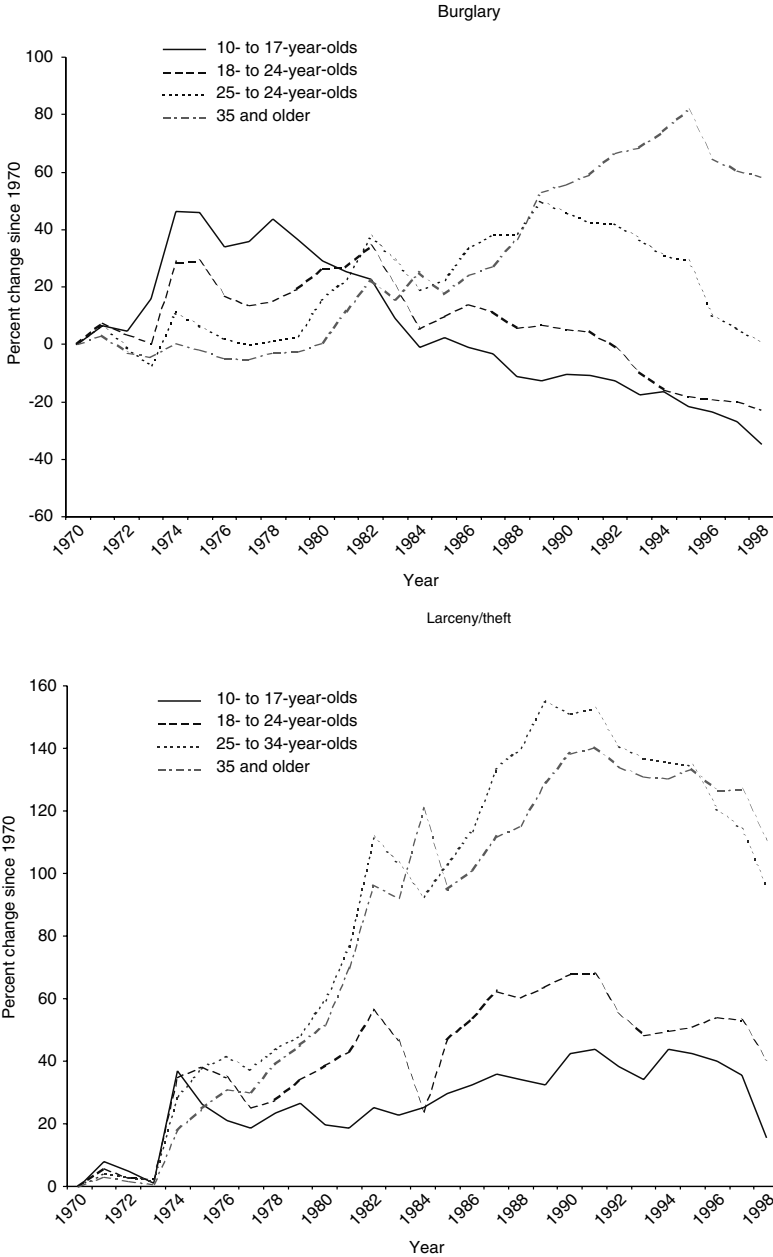 Burglary
10- to 17-year-olds
18- to 24-year-olds
25- to 24-year-olds
35 and older
Percent change since 1970
100
80
60
40
20
0
-20
-40
-60
1970 1972 1974 1976 1978 1980 1982 1984 1986 1988 1990 1992 1994 1996 1998
Year
Larceny/theft
10- to 17-year-olds
18- to 24-year-olds
25- to 34-year-olds
35 and older
Percent change since 1970
160
140
120
100
80
60
40
20
0
1970 1972 1974 1976 1978 1980 1982 1984 1986 1988 1990 1992 1994 1996 1998
Year